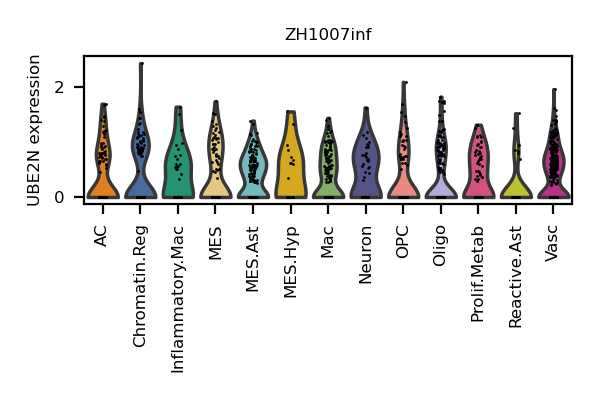 ZH1007inf
UBE2N expression
2
0
AC
Chromatin.Reg
Inflammatory.Mac
MES
MES.Ast
MES.Hyp
Mac
Neuron
OPC
Oligo
Prolif.Metab
Reactive.Ast
Vasc